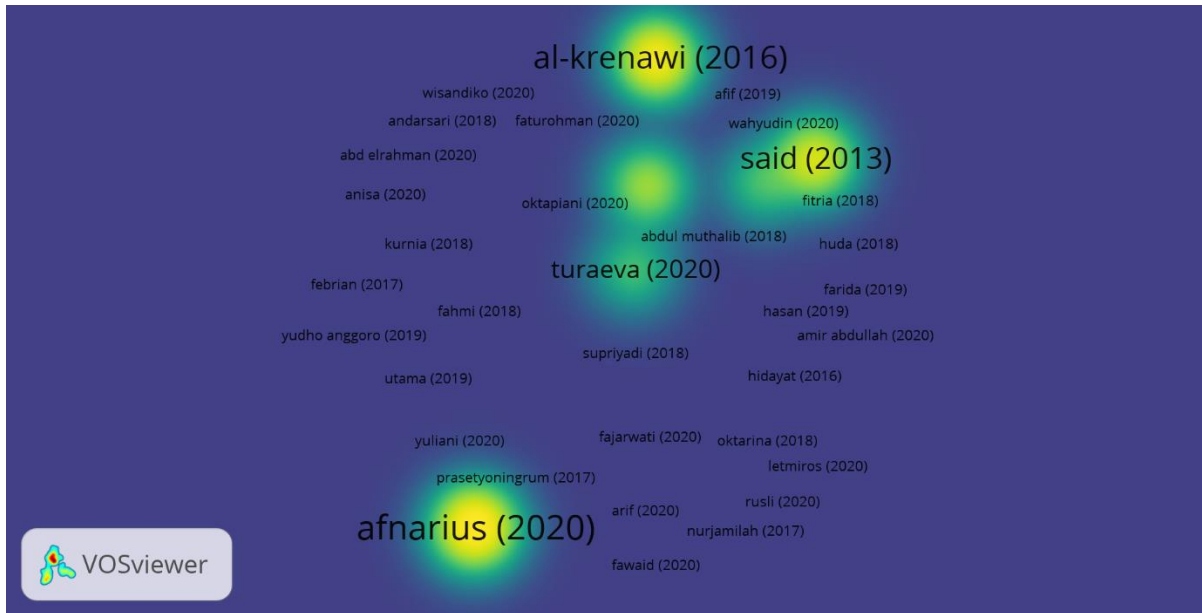 al-krenawi (2016)
wisandiko (2020)
afif (2019)
andarsari (2018)
faturohman (2020)
wahyudin (2020)
abd elrahman (2020)
said (2013)
anisa (2020)
oktapiani (2020)
fitria (2018)
kurnia (2018)
abdul muthalib (2018)
huda (2018)
turaeva (2020)
febrian (2017)
farida (2019)
fahmi (2018)
hasan (2019)
yudho anggoro (2019)
amir abdullah (2020)
supriyadi (2018)
utama (2019)
hidayat (2016)
yuliani (2020)
fajarwati (2020)
oktarina (2018)
letmiros (2020)
prasetyoningrum (2017)
rusli (2020)
arif (2020)
afnarius (2020)
nurjamilah (2017)
fawaid (2020)
VOSviewer